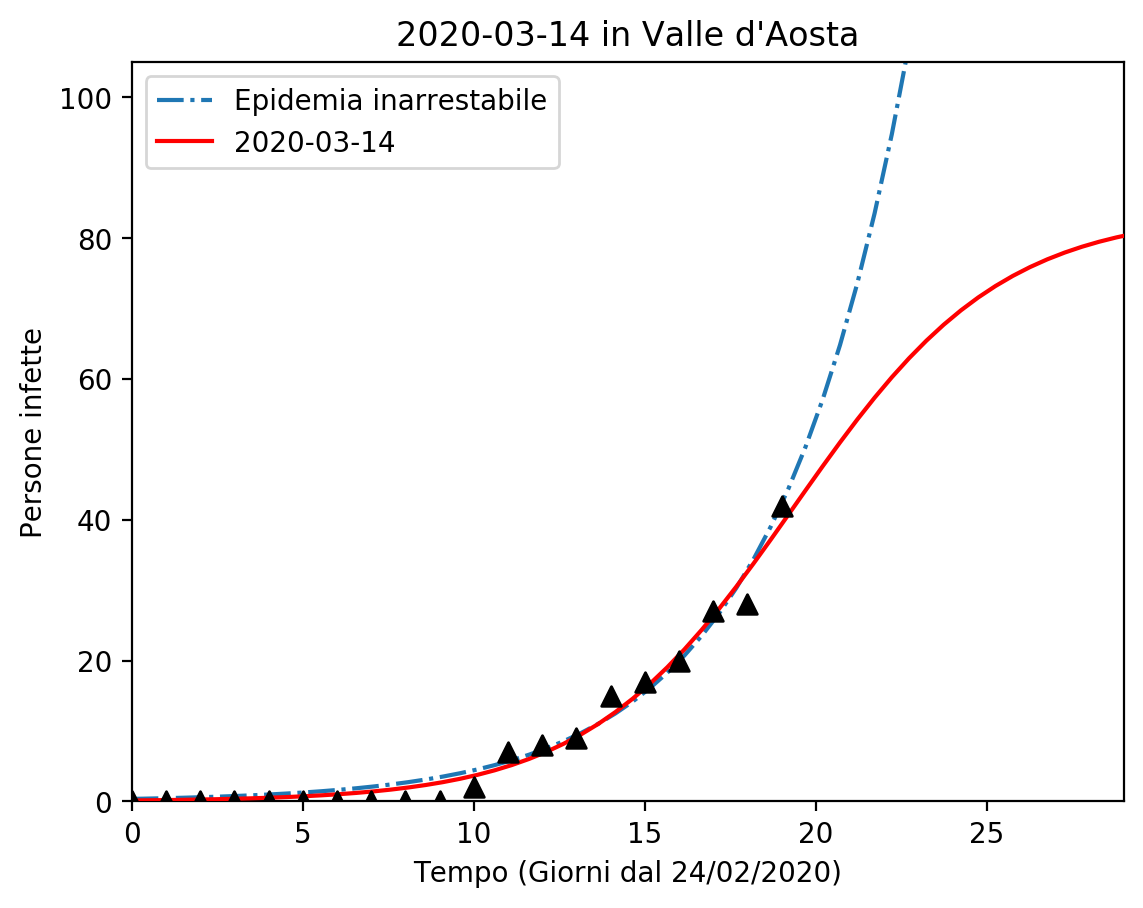 2020-03-14 in Valle d'Aosta
Epidemia inarrestabile
2020-03-14
100
80
60
40
20
0
Persone infette
0 5 10 15 20 25
Tempo (Giorni dal 24/02/2020)